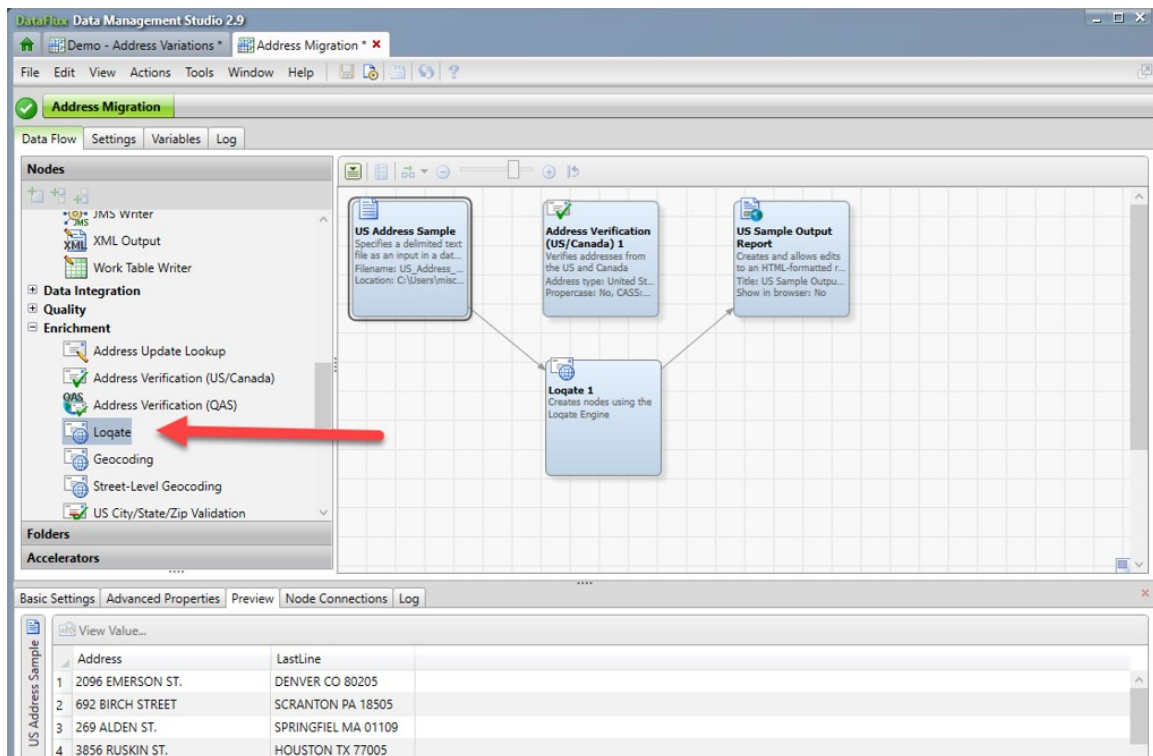 DataFlux Data Management Studio 2.9
Demo - Address Variations *
Address Migration *
File Edit View Actions Tools Window Help
Address Migration
Data Flow Settings Variables Log
Nodes
JMS Writer
XML Output
Work Table Writer
Data Integration
Quality
Enrichment
Address Update Lookup
Address Verification (US/Canada)
QAS
Address Verification (QAS)
Loqate
Geocoding
Street-Level Geocoding
US City/State/Zip Validation
Folders
Accelerators
US Address Sample
Specifies a delimited text
file as an input in a dat...
Filename: US_Address_...
Location: C:\Users\misc...
Address Verification
(US/Canada) 1
Verifies addresses from
the US and Canada
Address type: United St...
Propercase: No, CASS:...
US Sample Output
Report
Creates and allows edits
to an HTML-formatted r...
Title: US Sample Outpu...
Show in browser: No
Loqate 1
Creates nodes using the
Loqate Engine
Basic Settings Advanced Properties Preview Node Connections Log
US Address Sample
View Value...
Address LastLine
1 2096 EMERSON ST. DENVER CO 80205
2 692 BIRCH STREET SCRANTON PA 18505
3 269 ALDEN ST. SPRINGFIEL MA 01109
4 3856 RUSKIN ST. HOUSTON TX 77005